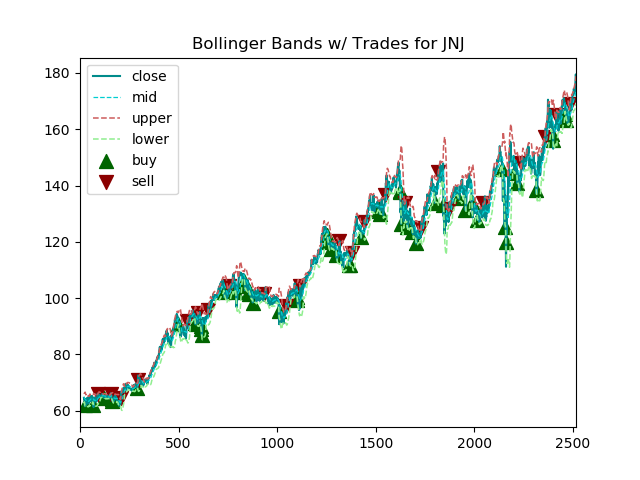 Bollinger Bands w/ Trades for JNJ
close
mid
upper
lower
buy
sell
180
160
140
120
100
80
60
0 500 1000 1500 2000 2500